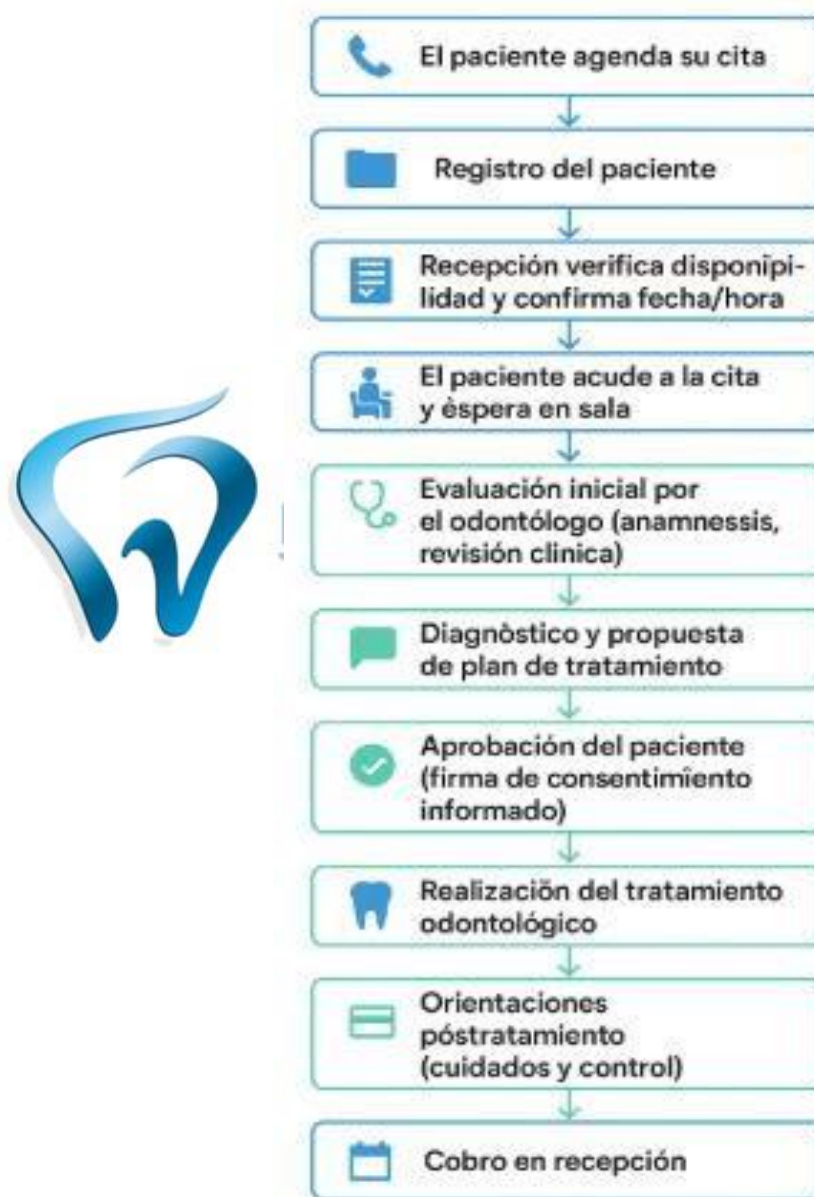 El paciente agenda su cita
Registro del paciente
Recepción verifica disponipi-
lidad y confirma fecha/hora
El paciente acude a la cita
y èspera en sala
Evaluación inicial por
el odontólogo (anamnessis,
revisión clinica)
Diagnòstico y propuesta
de plan de tratamiento
Aprobación del paciente
(firma de consentimiento
informado)
Realizaciön del tratamiento
odontológico
Orientaciones
póstratamiento
(cuidados y control)
Cobro en recepción